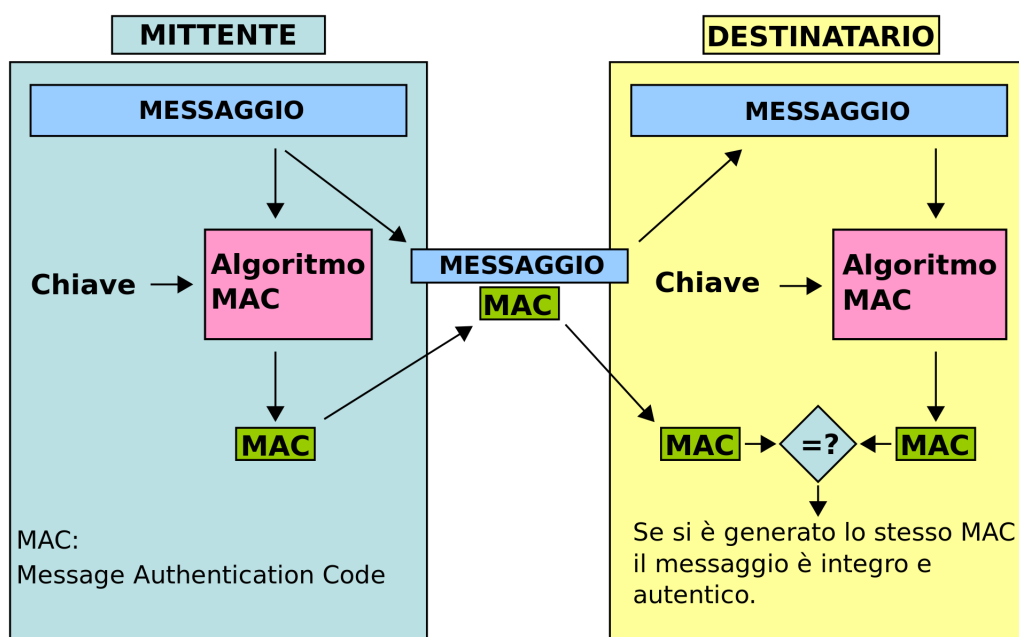 MITTENTE
MESSAGGIO
Chiave
Algoritmo
MAC
MAC
MAC:
Message Authentication Code
MESSAGGIO
MAC
DESTINATARIO
MESSAGGIO
Chiave
Algoritmo
MAC
MAC
=?
MAC
Se si è generato lo stesso MAC
il messaggio è integro e
autentico.